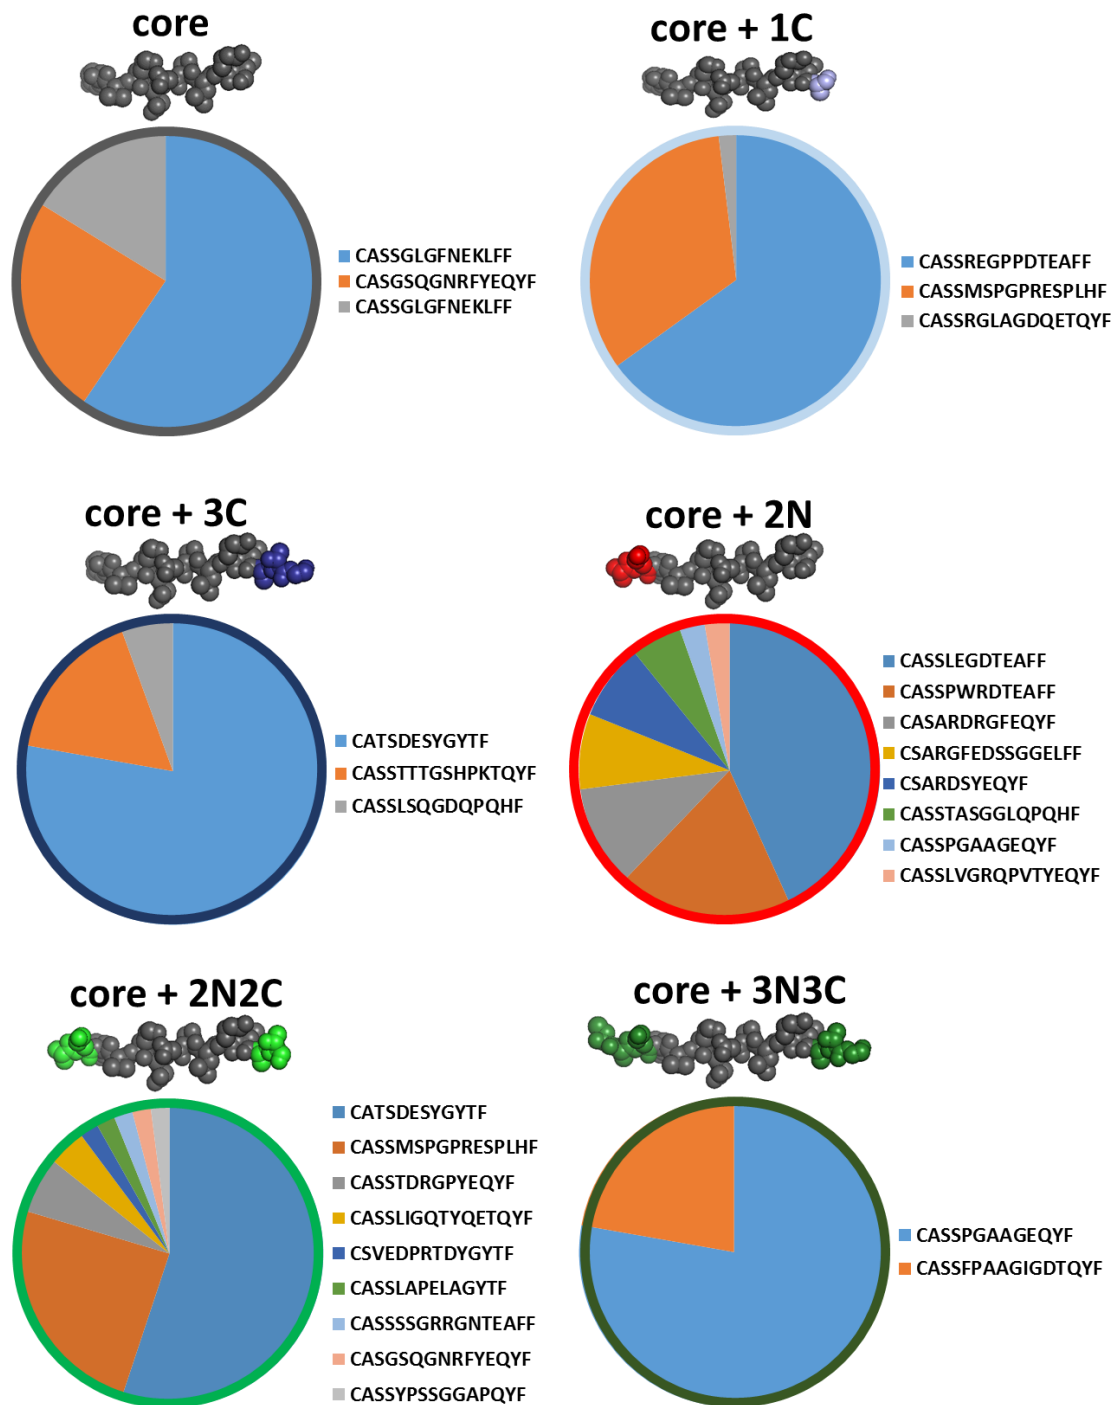 core
CASSGLGFNEKLFF
CASGSQGNRFYEQYF
CASSGLGFNEKLFF
core + 1C
CASSREGPPDTEAFF
CASSMSPGPRESPLHF
CASSRGLAGDQETQYF
core + 3C
CATSDESYGYTF
CASSTTTGSHPKTQYF
CASSLSQGDQPQHF
core + 2N
CASSLEGDTEAFF
CASSPWRDTEAFF
CASARDRGFEQYF
CSARGFEDSSGGELFF
CSARDSYEQYF
CASSTASGGLQPQHF
CASSPGAAGEQYF
CASSLVGRQPVTYEQYF
core + 2N2C
CATSDESYGYTF
CASSMSPGPRESPLHF
CASSTDRGPYEQYF
CASSLIGQTYQETQYF
CSVEDPRTDYGYTF
CASSLAPELAGYTF
CASSSSGRRGNTEAFF
CASGSQGNRFYEQYF
CASSYPSSGGAPQYF
core + 3N3C
CASSPGAAGEQYF
CASSFPAAGIGDTQYF